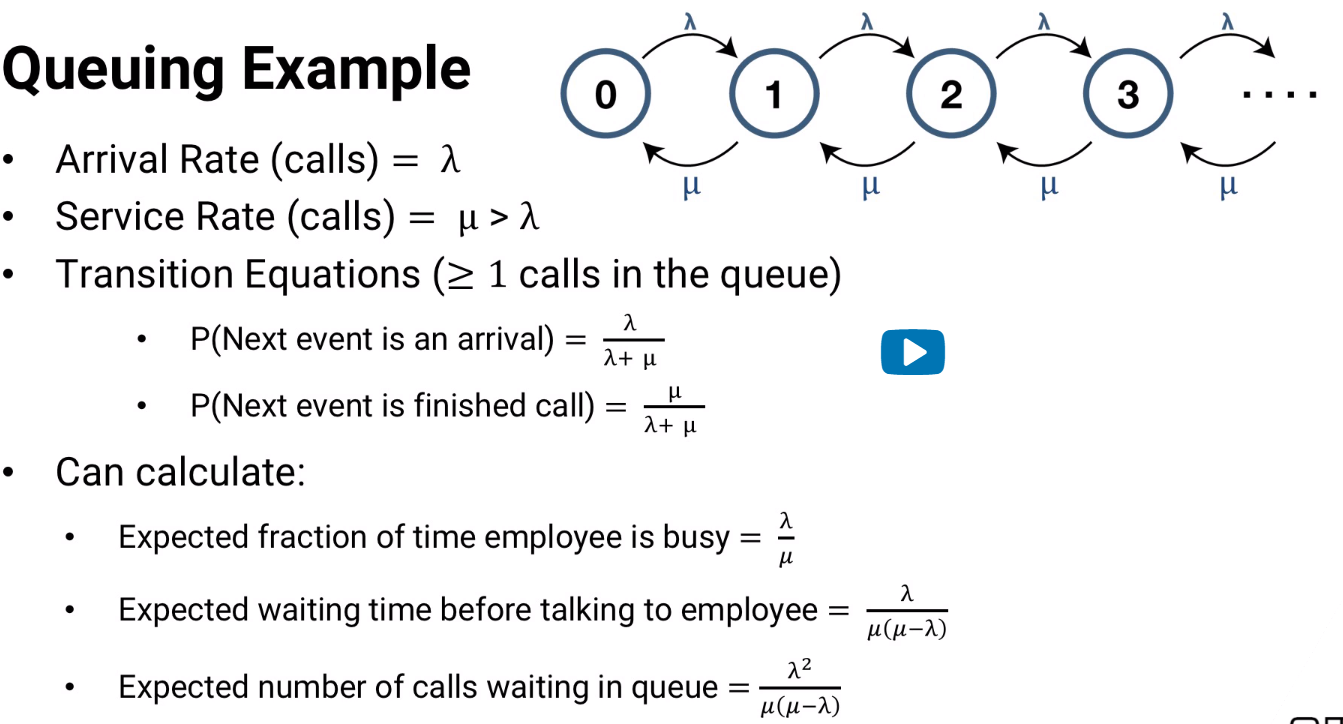 Queuing Example
λ λ λ λ
0 1 2 3 ....
μ μ μ μ
• Arrival Rate (calls) = λ
• Service Rate (calls) = μ > λ
• Transition Equations (≥ 1 calls in the queue)
• P(Next event is an arrival) = λ/(λ+ μ)
• P(Next event is finished call) = μ/(λ+ μ)
• Can calculate:
• Expected fraction of time employee is busy = λ/μ
• Expected waiting time before talking to employee = λ/(μ(μ−λ))
• Expected number of calls waiting in queue = λ²/(μ(μ−λ))